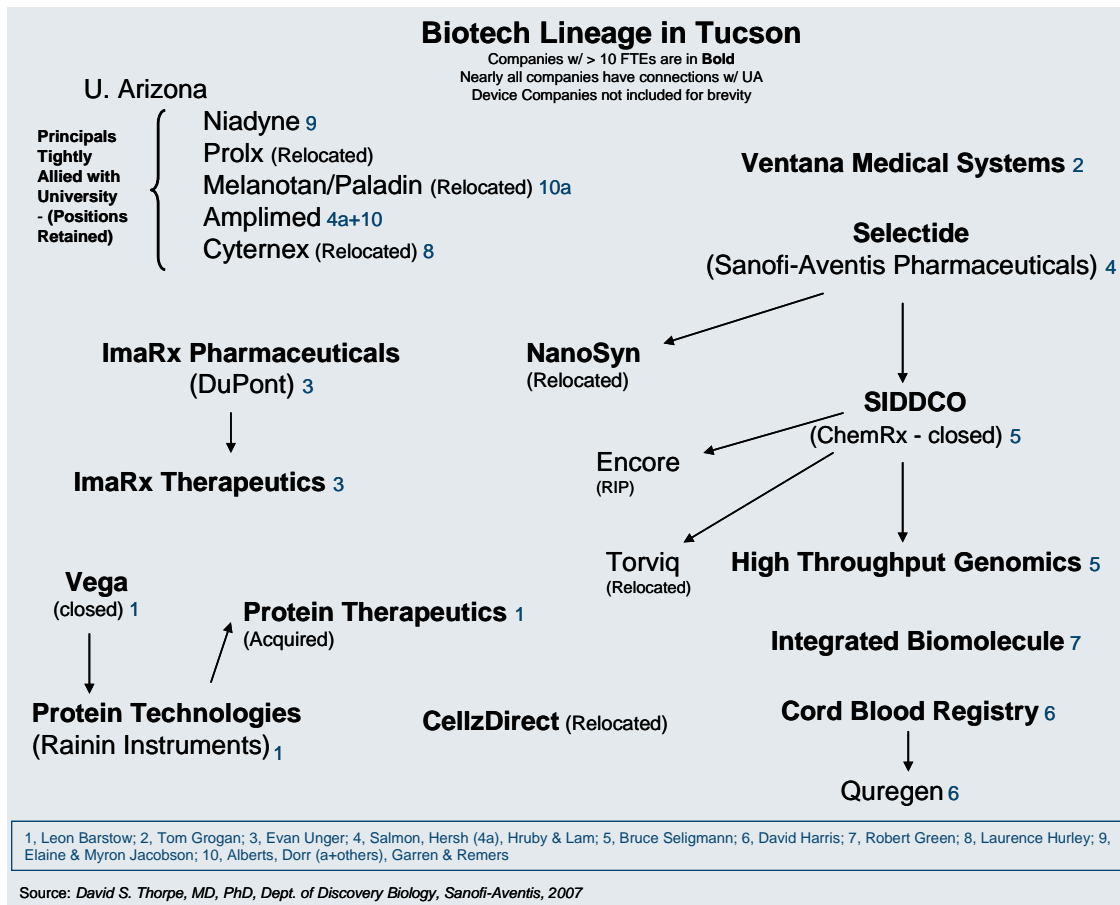 Biotech Lineage in Tucson
Companies w/ > 10 FTEs are in Bold
Nearly all companies have connections w/ UA
Device Companies not included for brevity
U. Arizona
Principals
Tightly
Allied with
University
- (Positions
Retained)
Niadyne 9
Prolx (Relocated)
Melanotan/Paladin (Relocated) 10a
Amplimed 4a+10
Cyternex (Relocated) 8
Ventana Medical Systems 2
Selectide
(Sanofi-Aventis Pharmaceuticals) 4
ImaRx Pharmaceuticals
(DuPont) 3
NanoSyn
(Relocated)
SIDDCO
(ChemRx - closed) 5
Encore
(RIP)
ImaRx Therapeutics 3
Torviq
(Relocated)
High Throughput Genomics 5
Vega
(closed) 1
Protein Therapeutics 1
(Acquired)
Integrated Biomolecule 7
Protein Technologies
(Rainin Instruments) 1
CellzDirect (Relocated)
Cord Blood Registry 6
Quregen 6
1, Leon Barstow; 2, Tom Grogan; 3, Evan Unger; 4, Salmon, Hersh (4a), Hruby & Lam; 5, Bruce Seligmann; 6, David Harris; 7, Robert Green; 8, Laurence Hurley; 9,
Elaine & Myron Jacobson; 10, Alberts, Dorr (a+others), Garren & Remers
Source: David S. Thorpe, MD, PhD, Dept. of Discovery Biology, Sanofi-Aventis, 2007